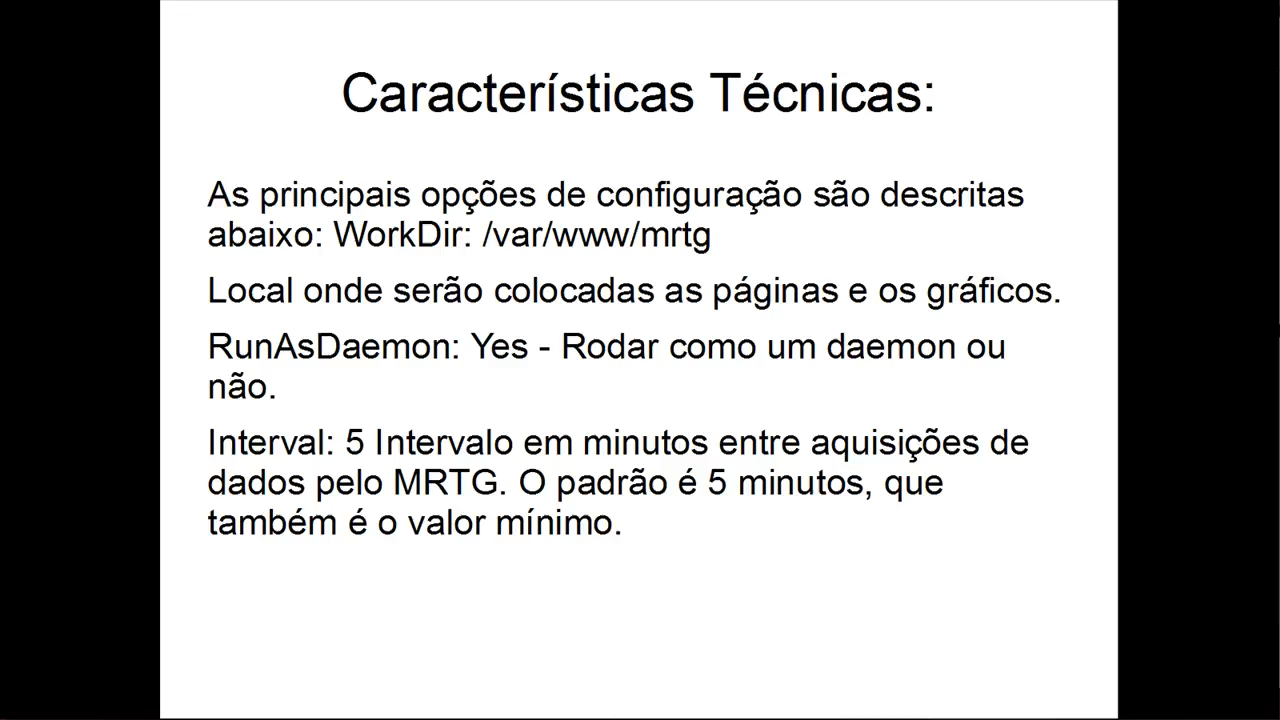 Características Técnicas:
As principais opções de configuração são descritas
abaixo: WorkDir: /var/www/mrtg
Local onde serão colocadas as páginas e os gráficos.
RunAsDaemon: Yes - Rodar como um daemon ou
não.
Interval: 5 Intervalo em minutos entre aquisições de
dados pelo MRTG. O padrão é 5 minutos, que
também é o valor mínimo.